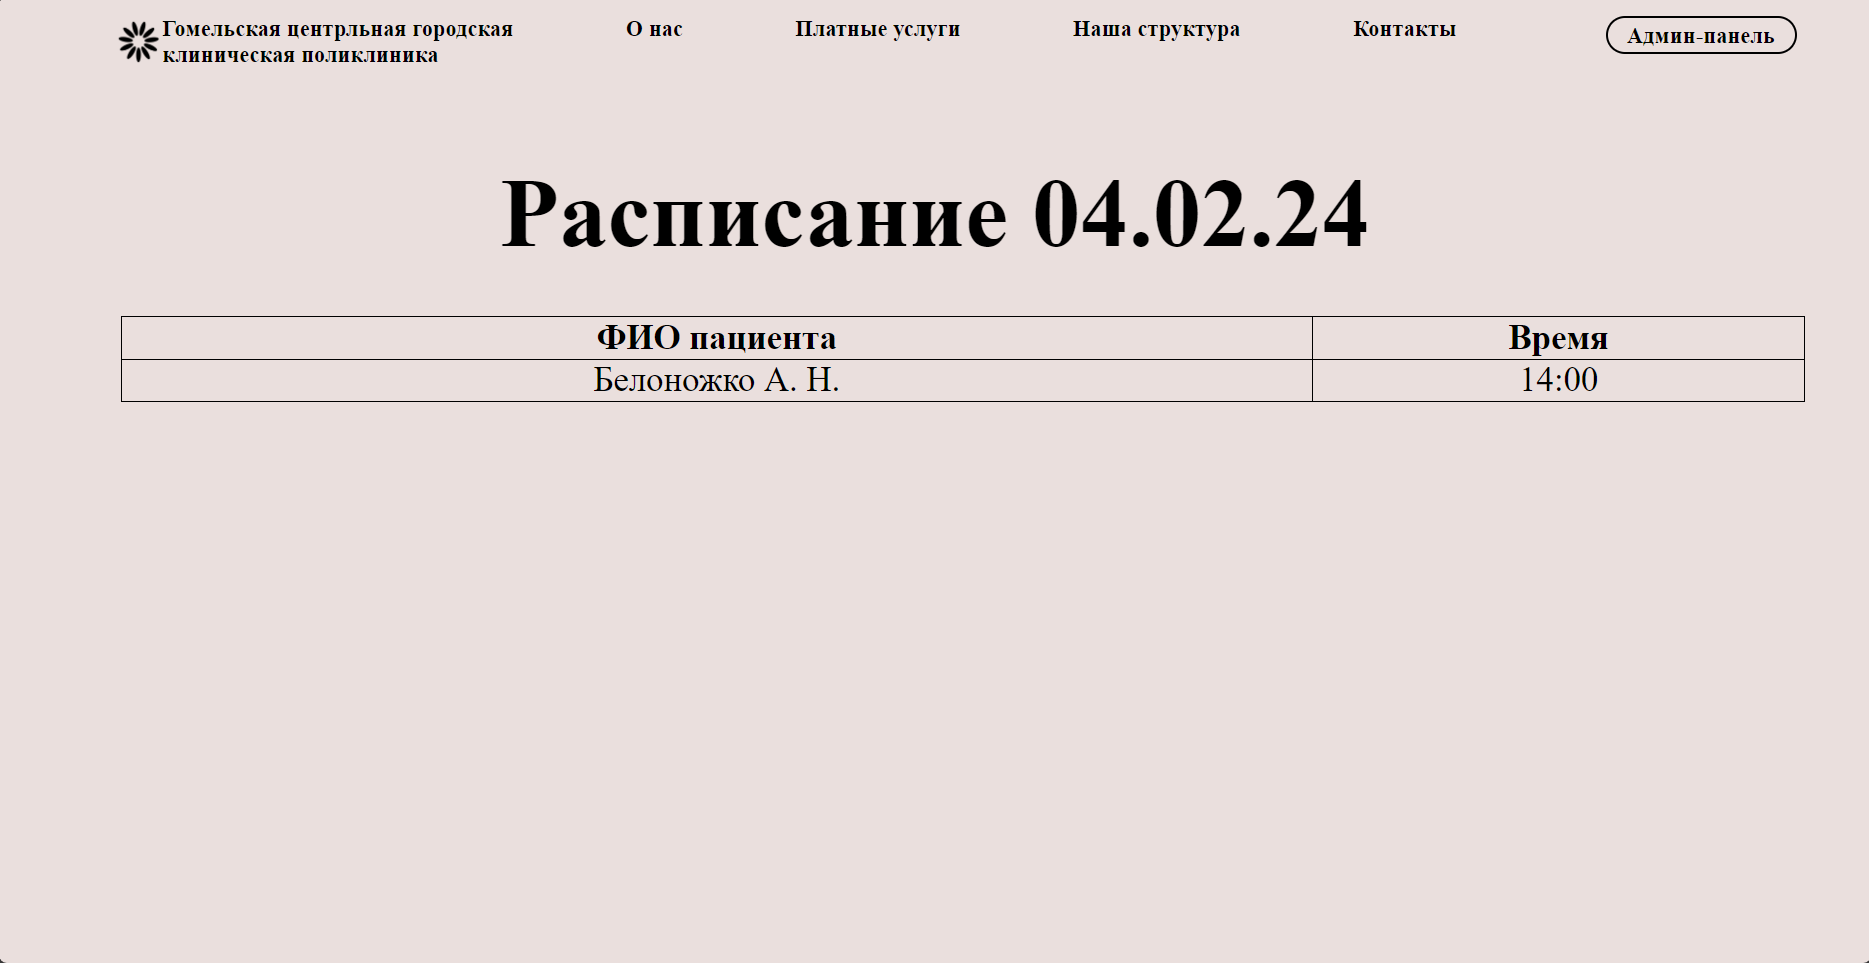 Гомельская центрльная городская
клиническая поликлиника
О нас
Платные услуги
Наша структура
Контакты
Админ-панель
Расписание 04.02.24
ФИО пациента Время
Белоножко А. Н. 14:00